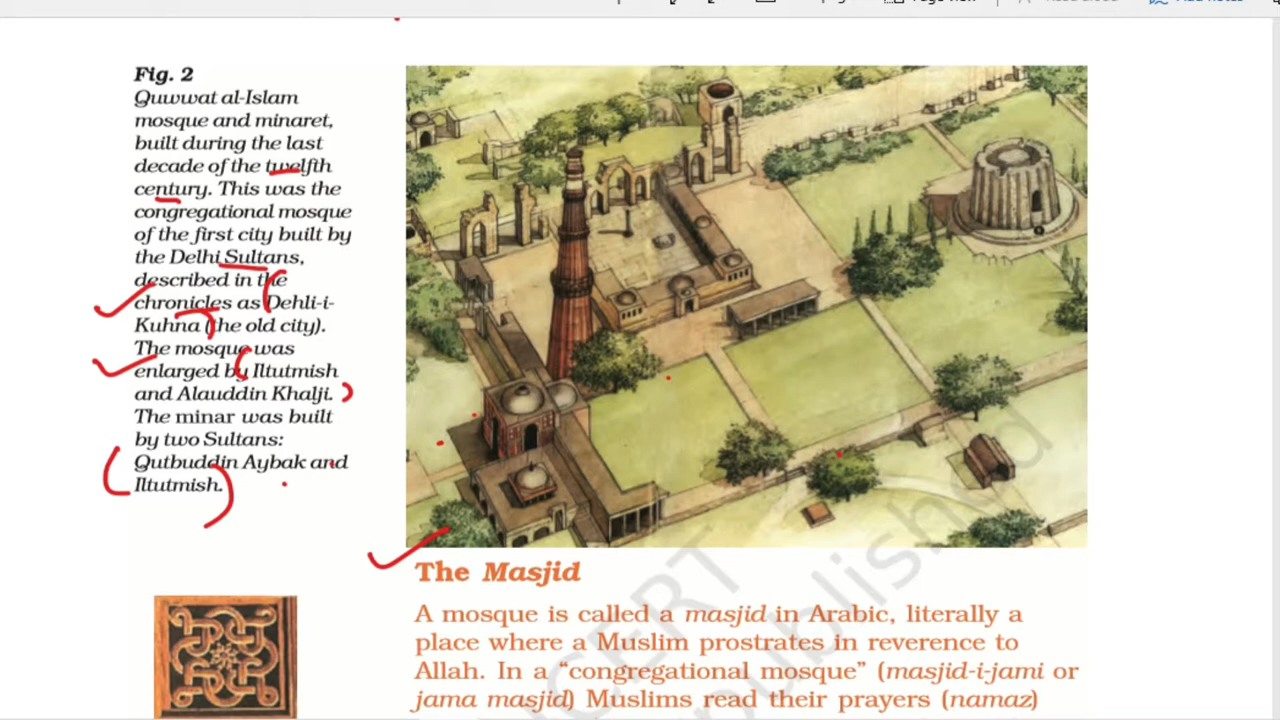 Fig. 2
Quwwat al-Islam
mosque and minaret,
built during the last
decade of the twelfth
century. This was the
congregational mosque
of the first city built by
the Delhi Sultans,
described in the
chronicles as Dehli-i-
Kuhna (the old city).
The mosque was
enlarged by Iltutmish
and Alauddin Khalji.
The minar was built
by two Sultans:
Qutbuddin Aybak and
Iltutmish.
The Masjid
A mosque is called a masjid in Arabic, literally a
place where a Muslim prostrates in reverence to
Allah. In a “congregational mosque” (masjid-i-jami or
jama masjid) Muslims read their prayers (namaz)